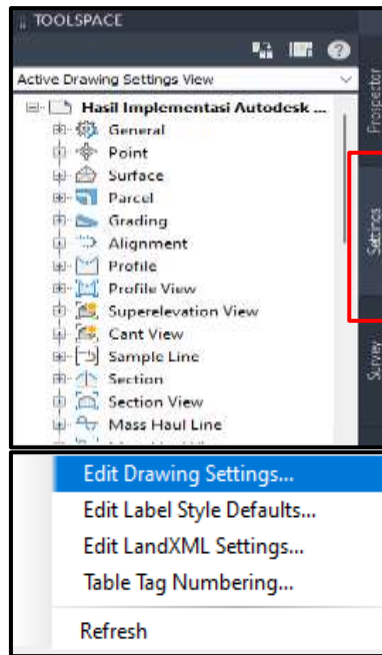 TOOLSPACE
Active Drawing Settings View
Hasil Implementasi Autodesk ...
General
Point
Surface
Parcel
Grading
Alignment
Profile
Profile View
Superelevation View
Cant View
Sample Line
Section
Section View
Mass Haul Line
Prospector
Settings
Survey
Edit Drawing Settings...
Edit Label Style Defaults...
Edit LandXML Settings...
Table Tag Numbering...
Refresh